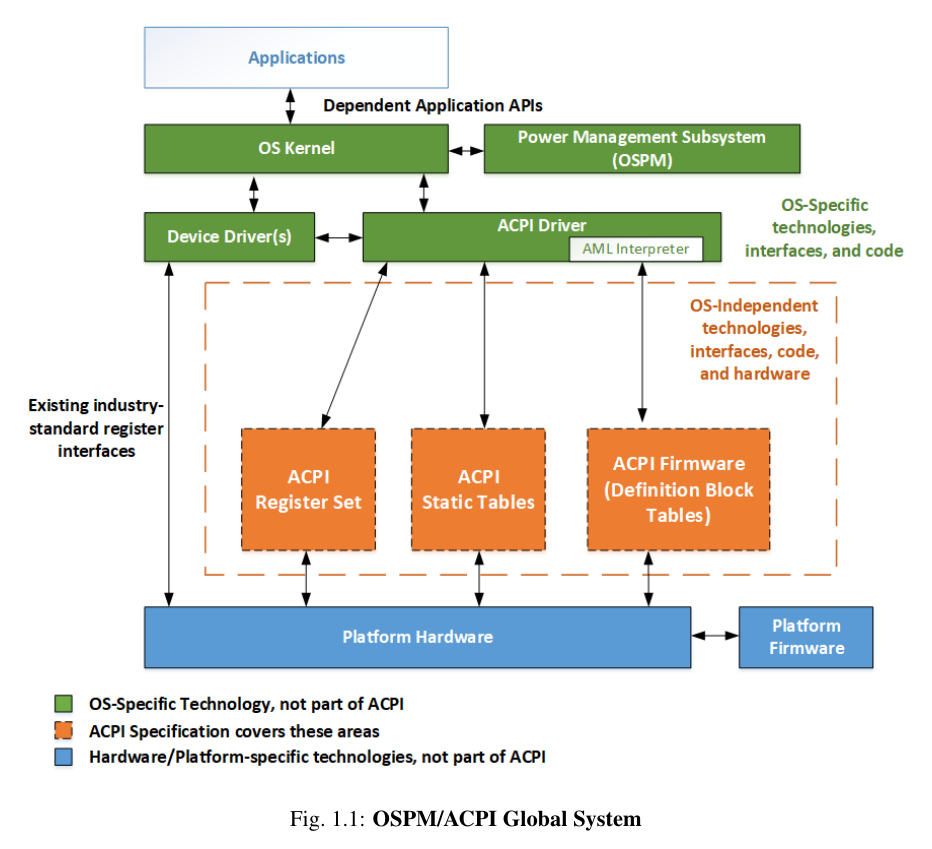 Applications
Dependent Application APIs
OS Kernel
Power Management Subsystem
(OSPM)
Device Driver(s)
ACPI Driver
AML Interpreter
OS-Specific
technologies,
interfaces, and code
OS-Independent
technologies,
interfaces, code,
and hardware
Existing industry-
standard register
interfaces
ACPI
Register Set
ACPI
Static Tables
ACPI Firmware
(Definition Block
Tables)
Platform Hardware
Platform
Firmware
OS-Specific Technology, not part of ACPI
ACPI Specification covers these areas
Hardware/Platform-specific technologies, not part of ACPI
Fig. 1.1: OSPM/ACPI Global System